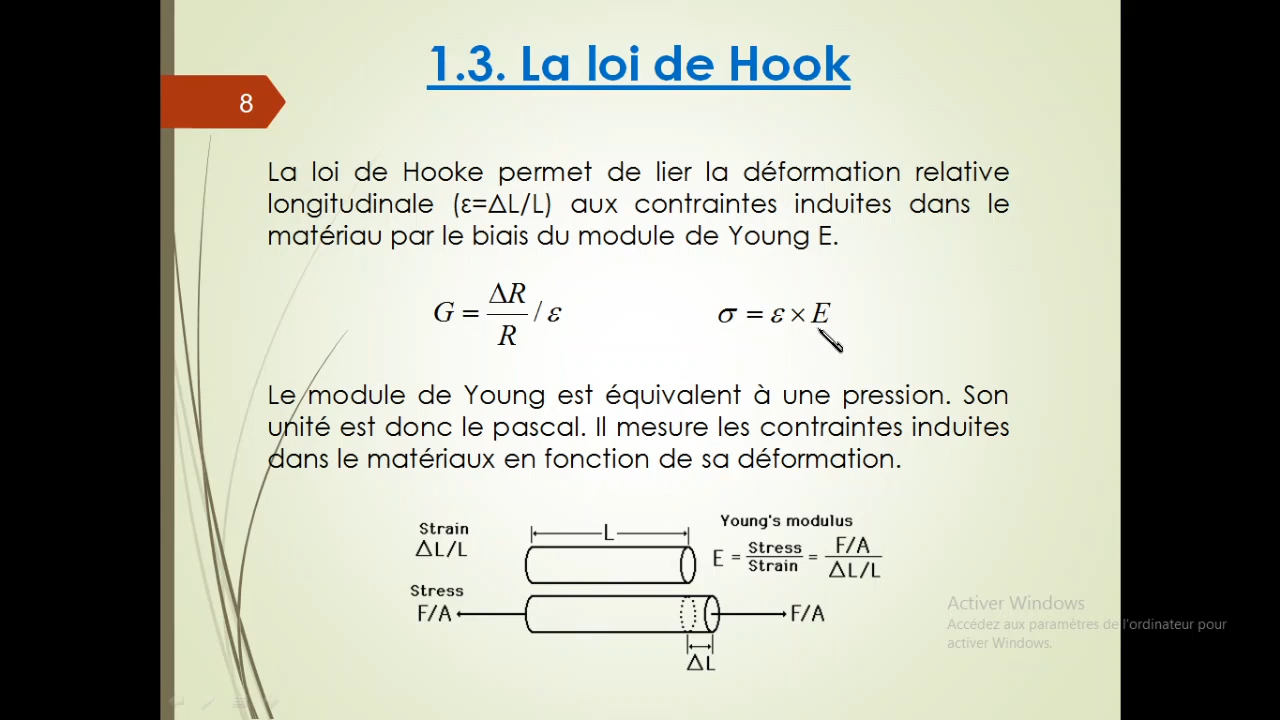 1.3. La loi de Hook
8
La loi de Hooke permet de lier la déformation relative
longitudinale (ε=ΔL/L) aux contraintes induites dans le
matériau par le biais du module de Young E.
G = ΔR/R / ε
σ = ε × E
Le module de Young est équivalent à une pression. Son
unité est donc le pascal. Il mesure les contraintes induites
dans le matériaux en fonction de sa déformation.
Strain
ΔL/L
L
Young's modulus
E = Stress/Strain = F/A / ΔL/L
Stress
F/A
F/A
ΔL
Activer Windows
Accédez aux paramètres de l'ordinateur pour
activer Windows.